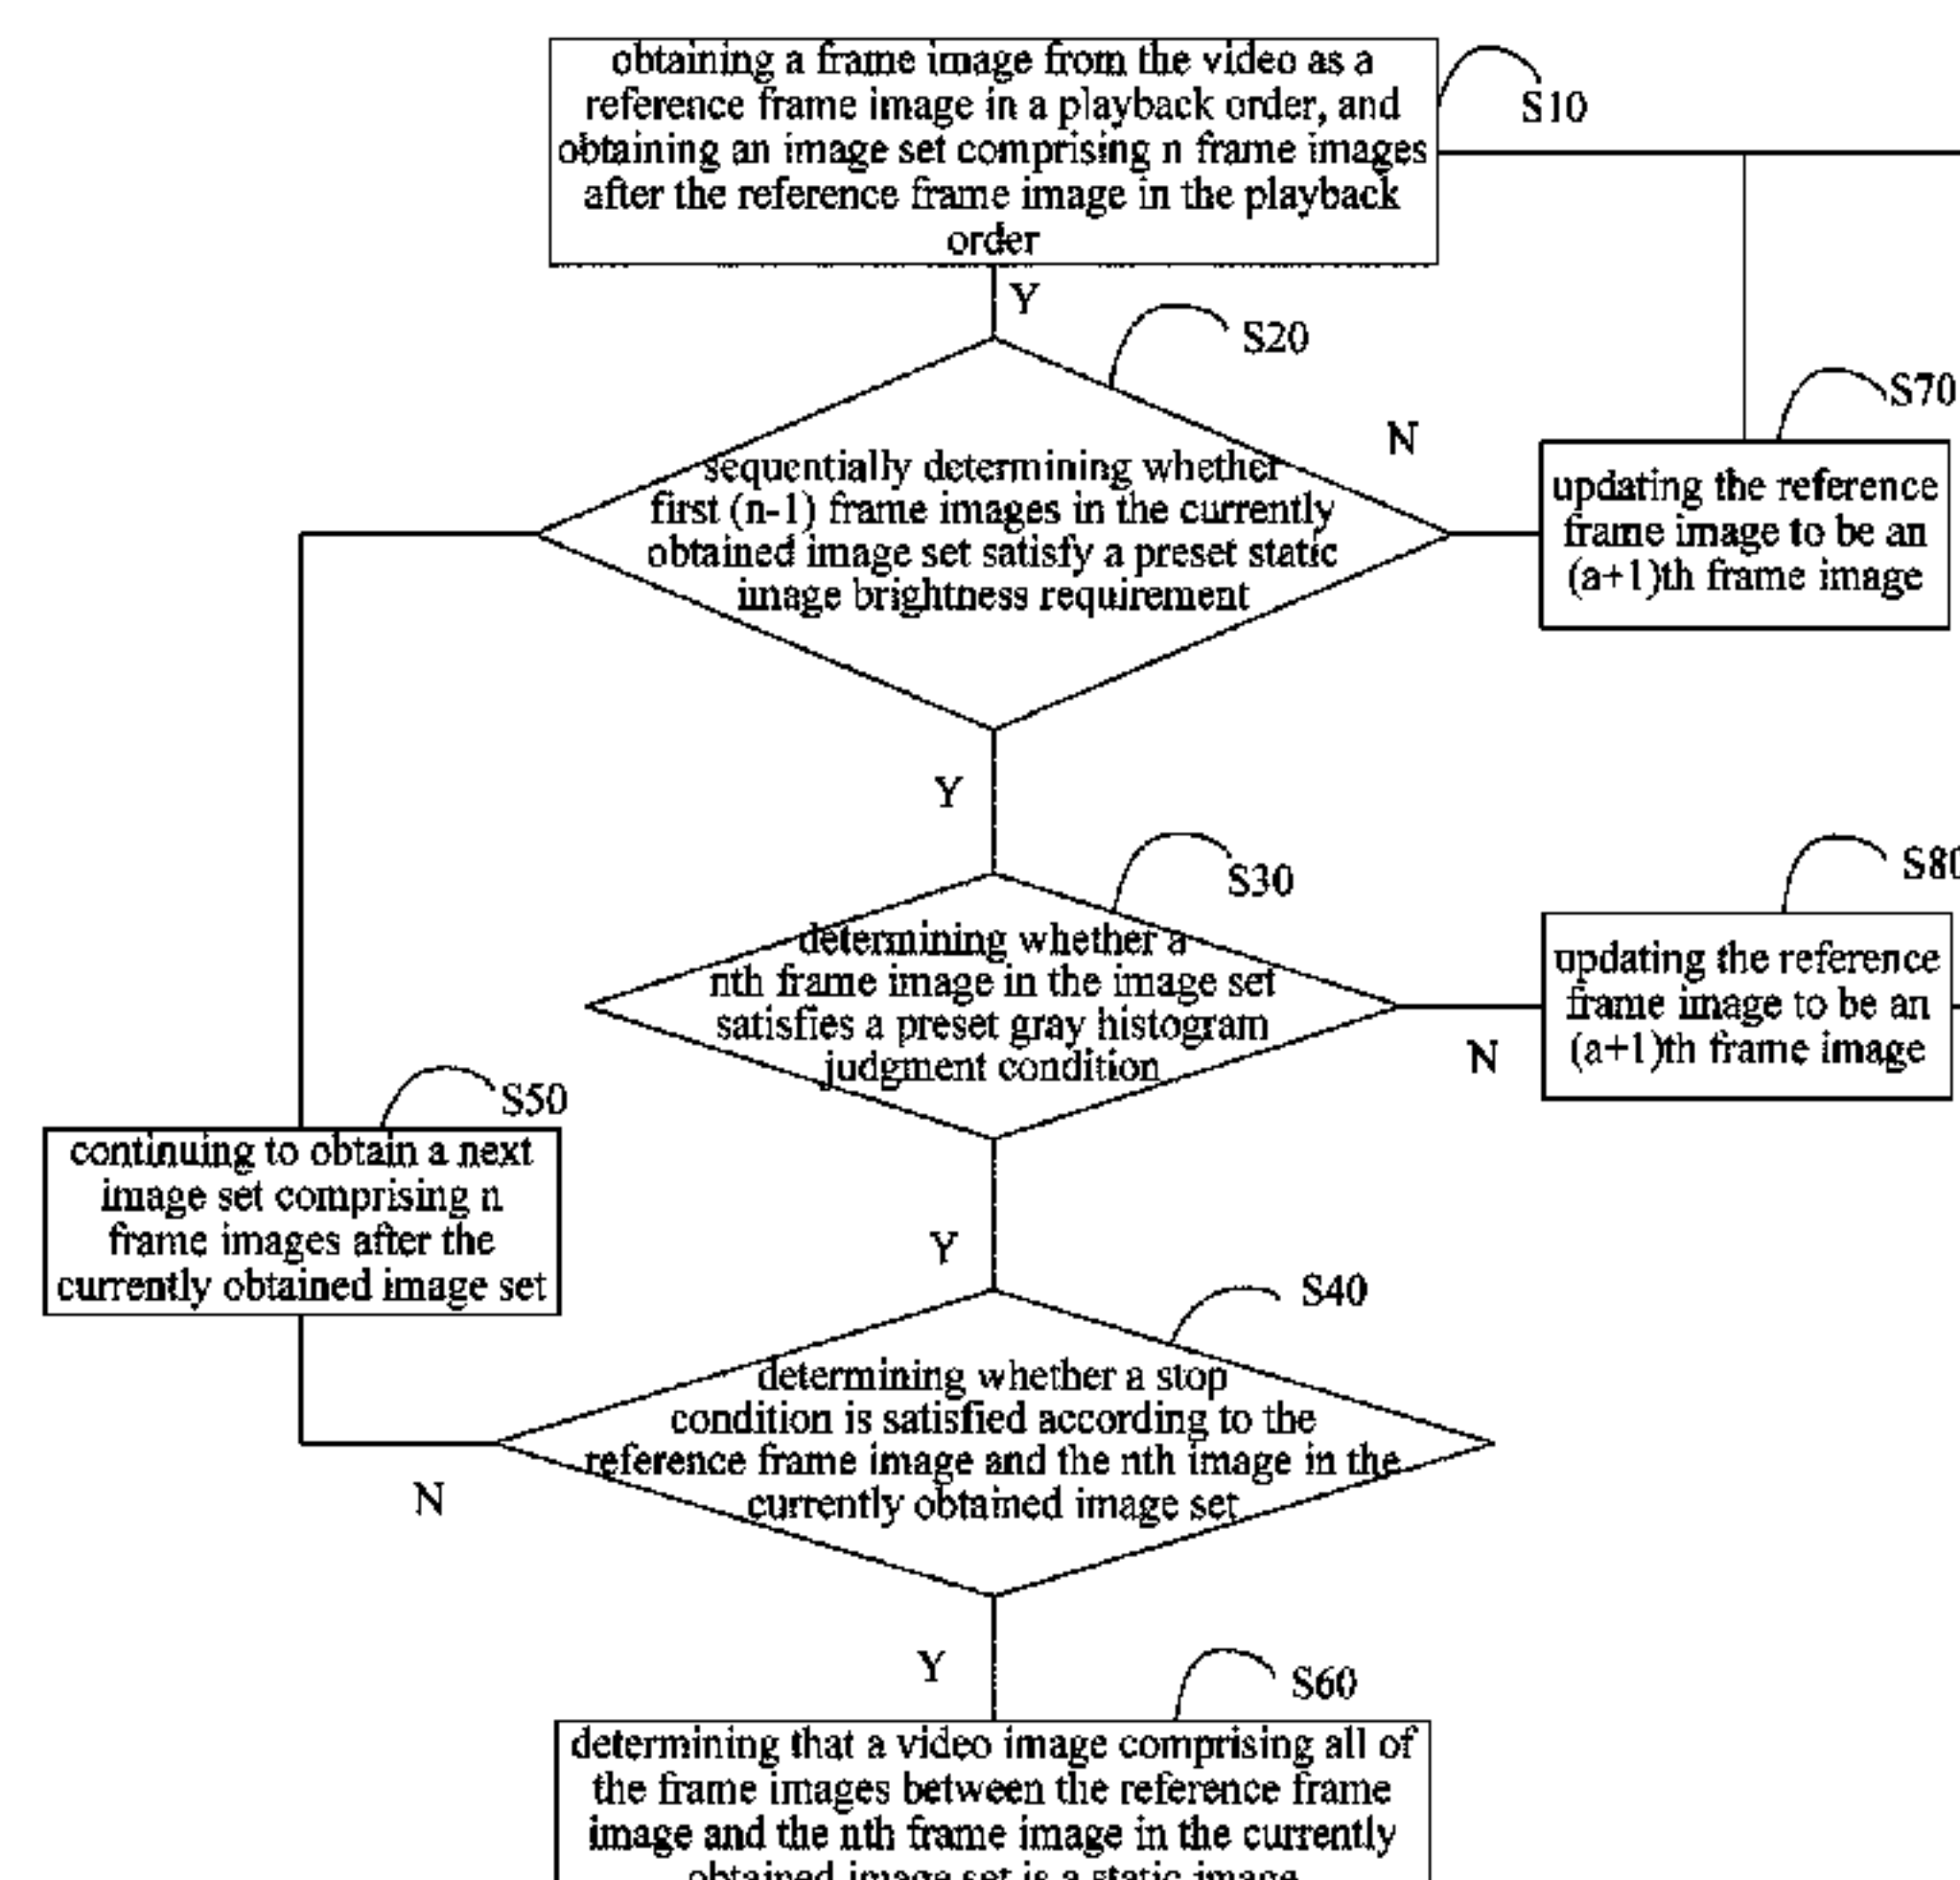 obtaining a frame image from the video as a
reference frame image in a playback order, and
obtaining an image set comprising n frame images
after the reference frame image in the playback
order
S10
Y
S20
sequentially determining whether
first (n-1) frame images in the currently
obtained image set satisfy a preset static
image brightness requirement
N
S70
updating the reference
frame image to be an
(a+1)th frame image
Y
S30
determining whether a
nth frame image in the image set
satisfies a preset gray histogram
judgment condition
N
S80
updating the reference
frame image to be an
(a+1)th frame image
S50
continuing to obtain a next
image set comprising n
frame images after the
currently obtained image set
Y
S40
determining whether a stop
condition is satisfied according to the
reference frame image and the nth image in the
currently obtained image set
N
Y
S60
determining that a video image comprising all of
the frame images between the reference frame
image and the nth frame image in the currently
obtained image set is a static image